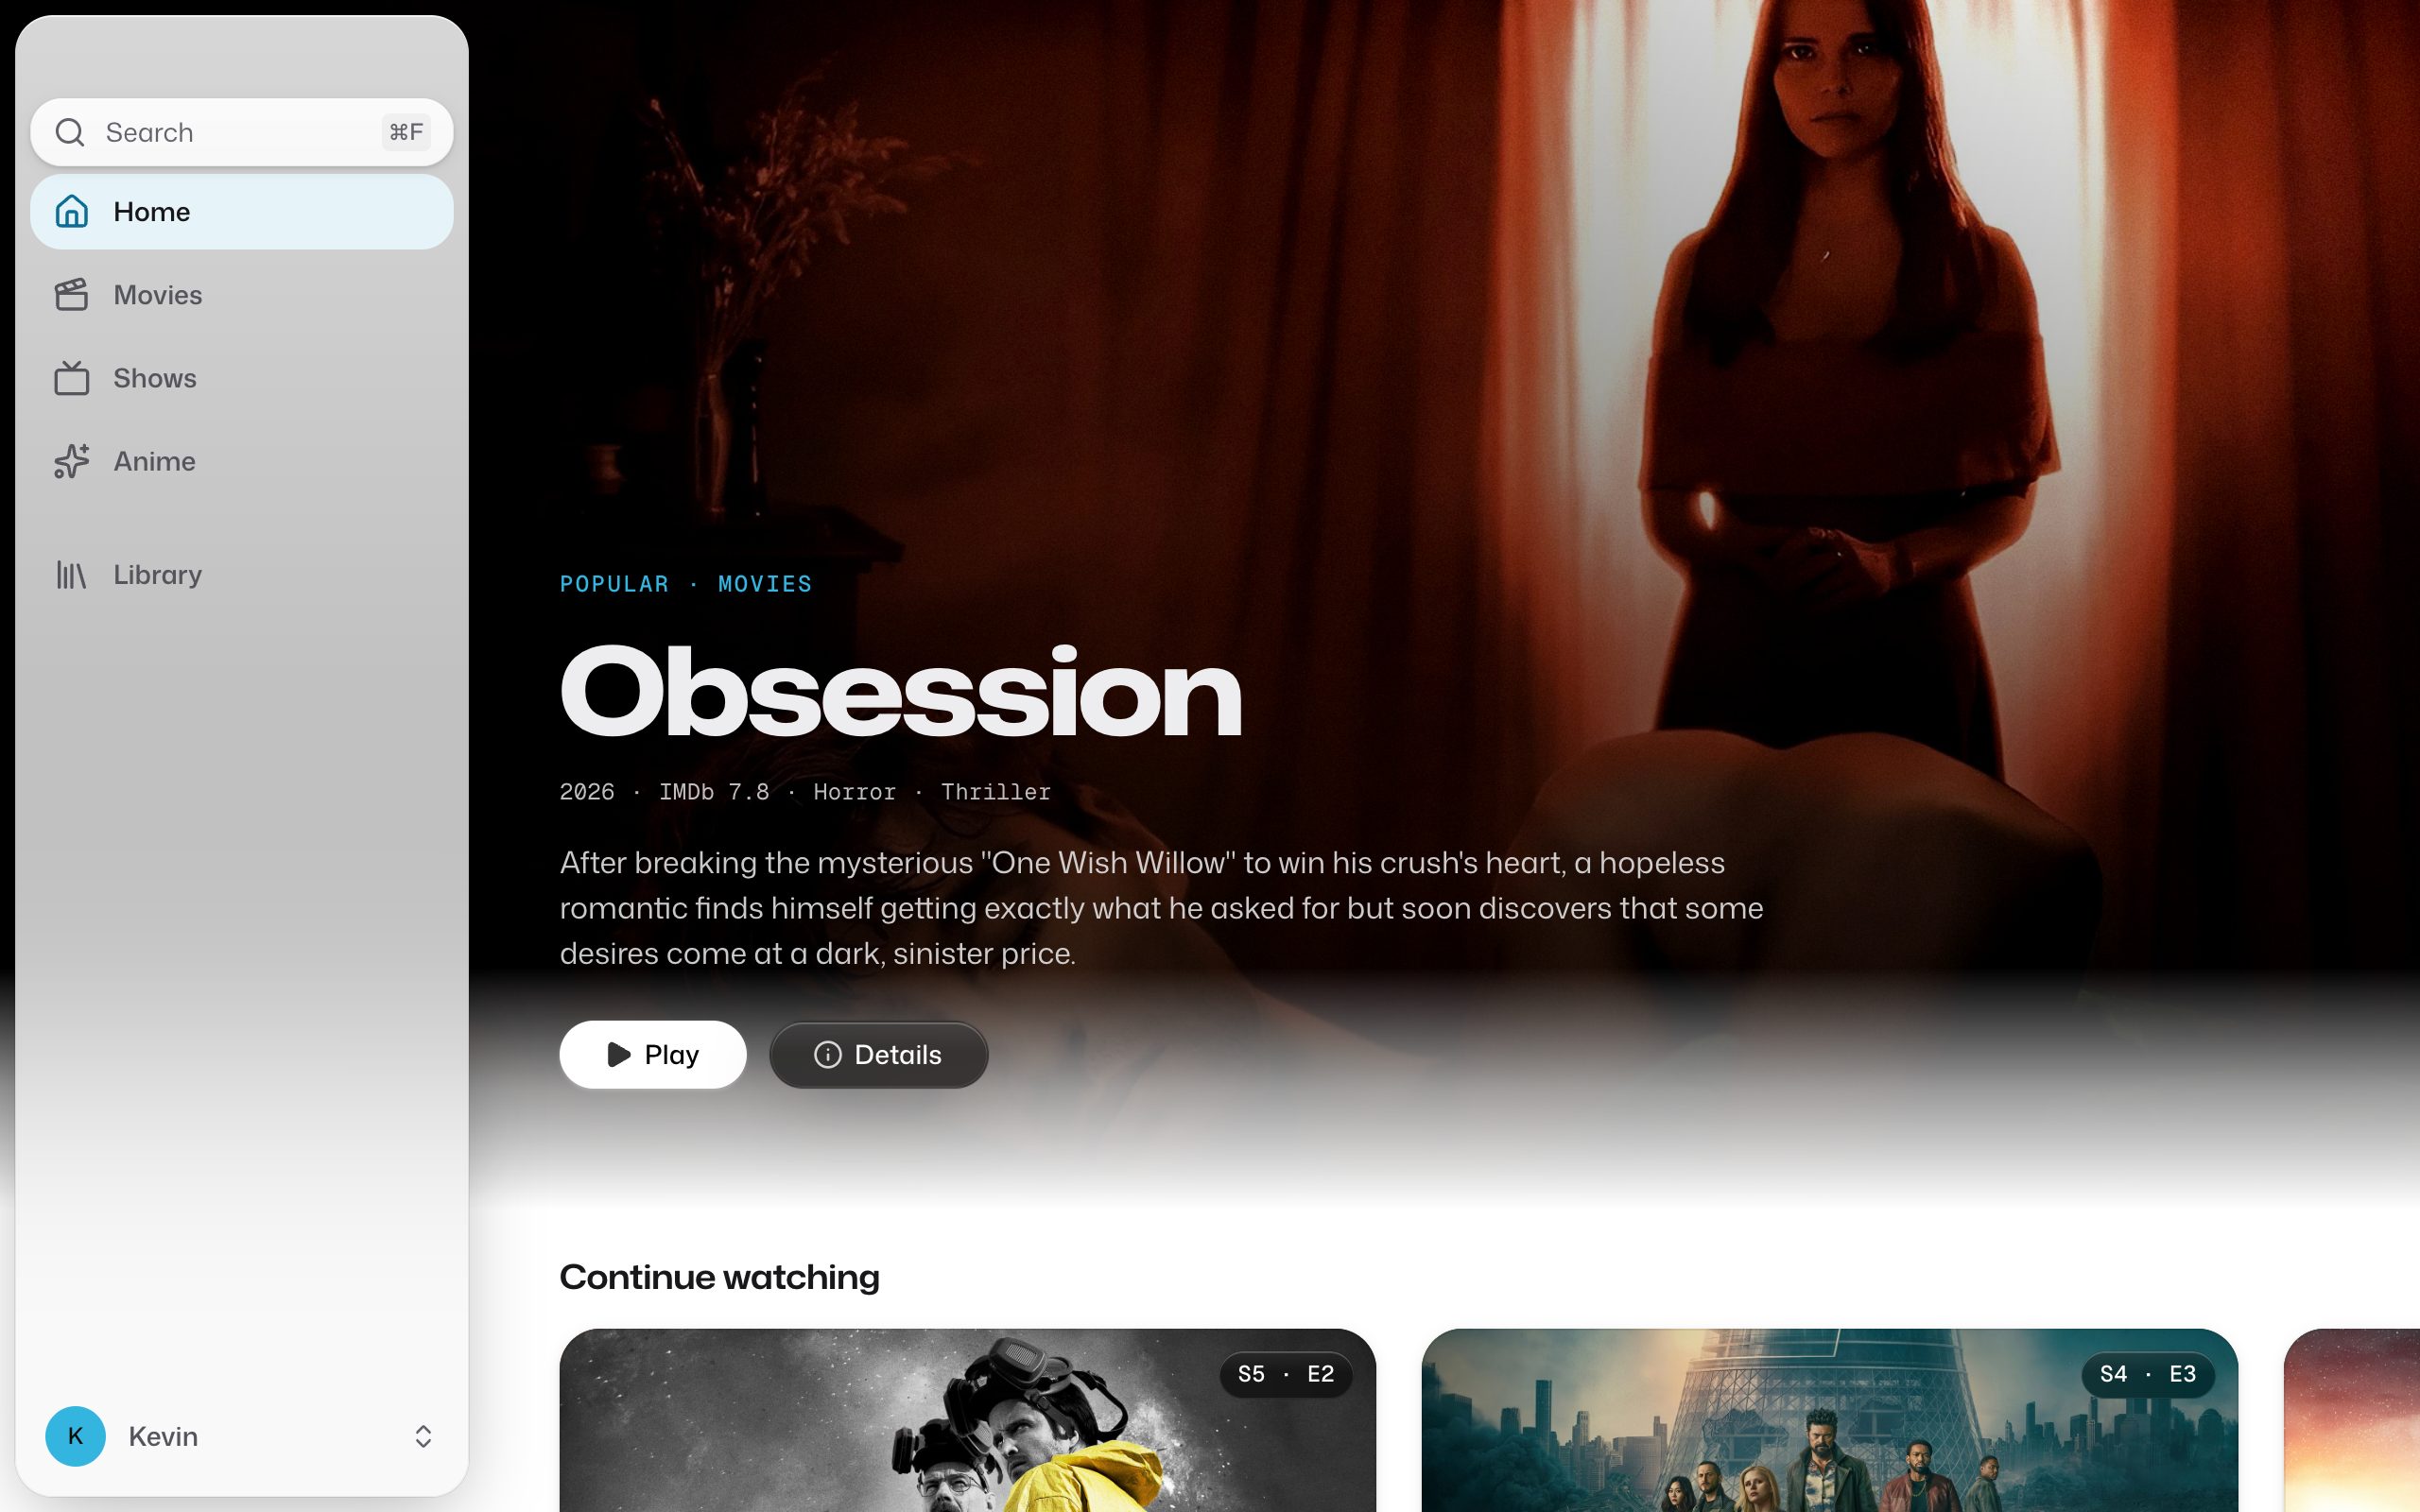 Search ⌘F
Home
Movies
Shows
Anime
Library
POPULAR · MOVIES
Obsession
2026 · IMDb 7.8 · Horror · Thriller
After breaking the mysterious "One Wish Willow" to win his crush's heart, a hopeless
romantic finds himself getting exactly what he asked for but soon discovers that some
desires come at a dark, sinister price.
Play Details
Continue watching
S5 · E2
S4 · E3
K Kevin